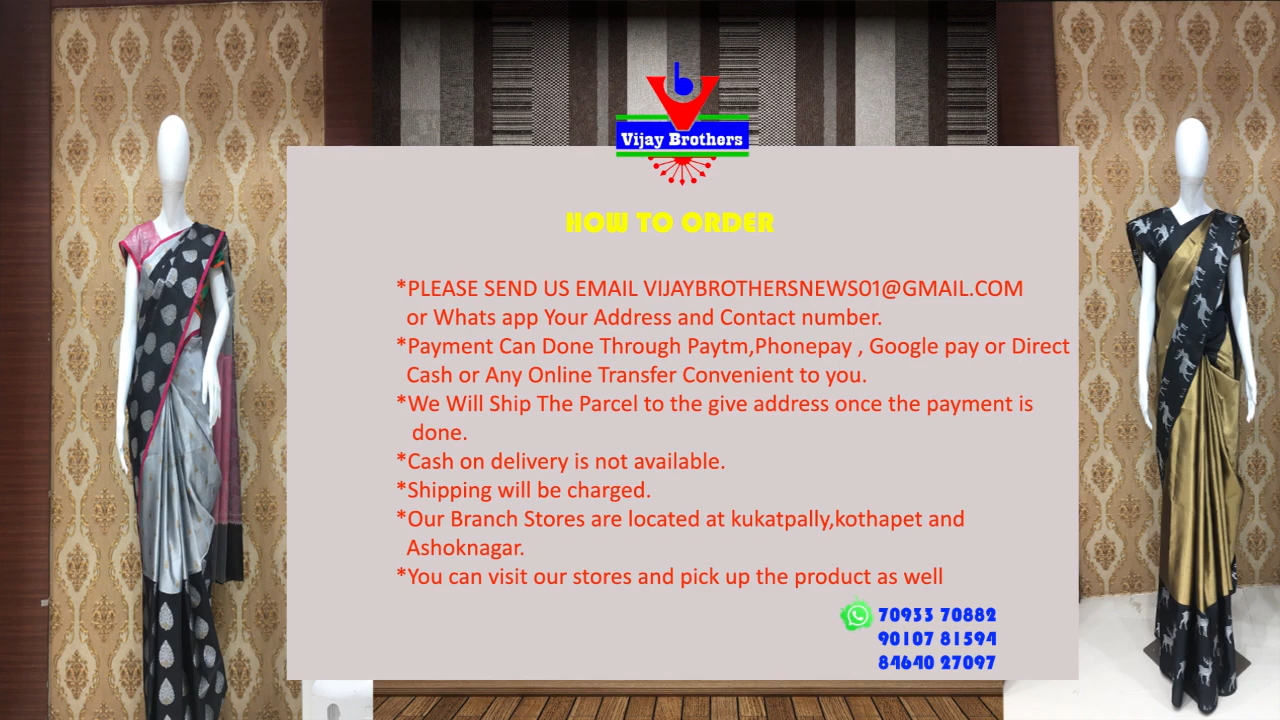 b
Vijay Brothers
HOW TO ORDER
*PLEASE SEND US EMAIL VIJAYBROTHERSNEWS01@GMAIL.COM
or Whats app Your Address and Contact number.
*Payment Can Done Through Paytm,Phonepay , Google pay or Direct
Cash or Any Online Transfer Convenient to you.
*We Will Ship The Parcel to the give address once the payment is
done.
*Cash on delivery is not available.
*Shipping will be charged.
*Our Branch Stores are located at kukatpally,kothapet and
Ashoknagar.
*You can visit our stores and pick up the product as well
70933 70882
90107 81594
84640 27097